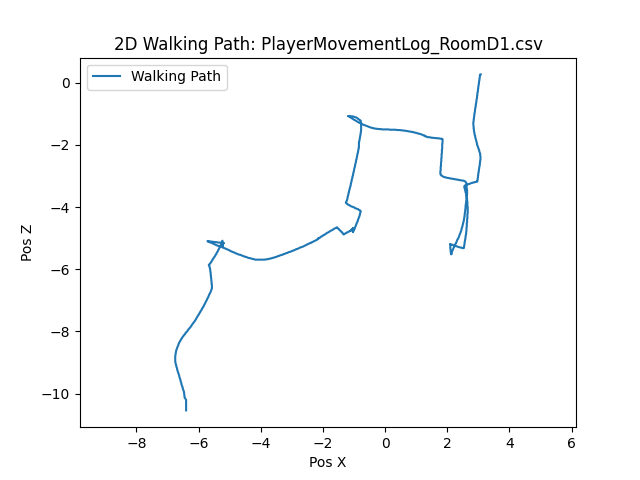 2D Walking Path: PlayerMovementLog_RoomD1.csv
Walking Path
0
−2
−4
−6
−8
−10
Pos Z
−8 −6 −4 −2 0 2 4 6
Pos X